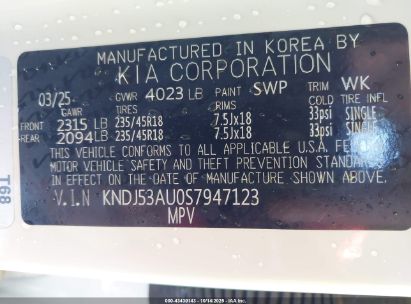 MANUFACTURED IN KOREA BY
KIA CORPORATION
03/25 GVWR 4023 LB PAINT SWP TRIM WK
GAWR RIMS COLD TIRE INFL
FRONT 2315 LB 235/45R18 7.5Jx18 33psi SINGLE
REAR 2094 LB 235/45R18 7.5Jx18 33psi SINGLE
THIS VEHICLE CONFORMS TO ALL APPLICABLE U.S.A. FEDERAL
MOTOR VEHICLE SAFETY AND THEFT PREVENTION STANDARDS
IN EFFECT ON THE DATE OF MANUFACTURE SHOWN ABOVE.
V.I.N KNDJ53AU0S7947123
MPV
T68